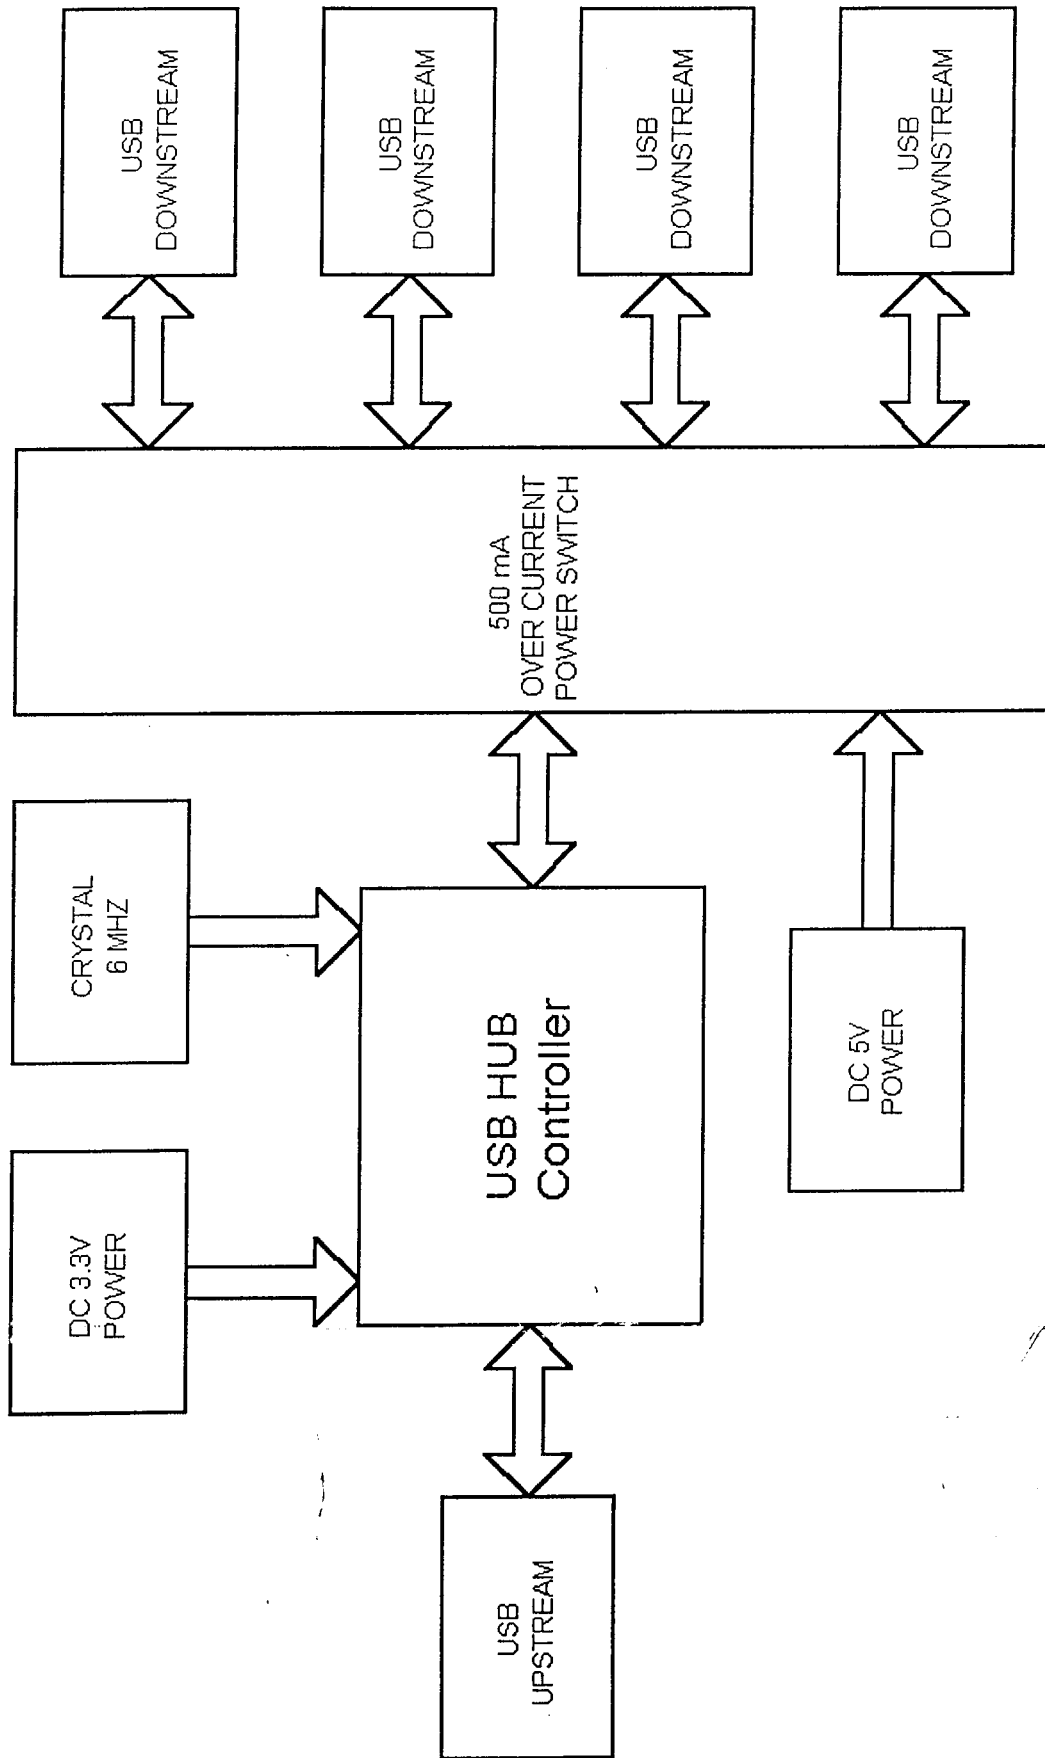 DC 3.3V
POWER
CRYSTAL
6 MHZ
USB
UPSTREAM
USB HUB
Controller
DC 5V
POWER
500 mA
OVER CURRENT
POWER SWITCH
USB
DOWNSTREAM
USB
DOWNSTREAM
USB
DOWNSTREAM
USB
DOWNSTREAM